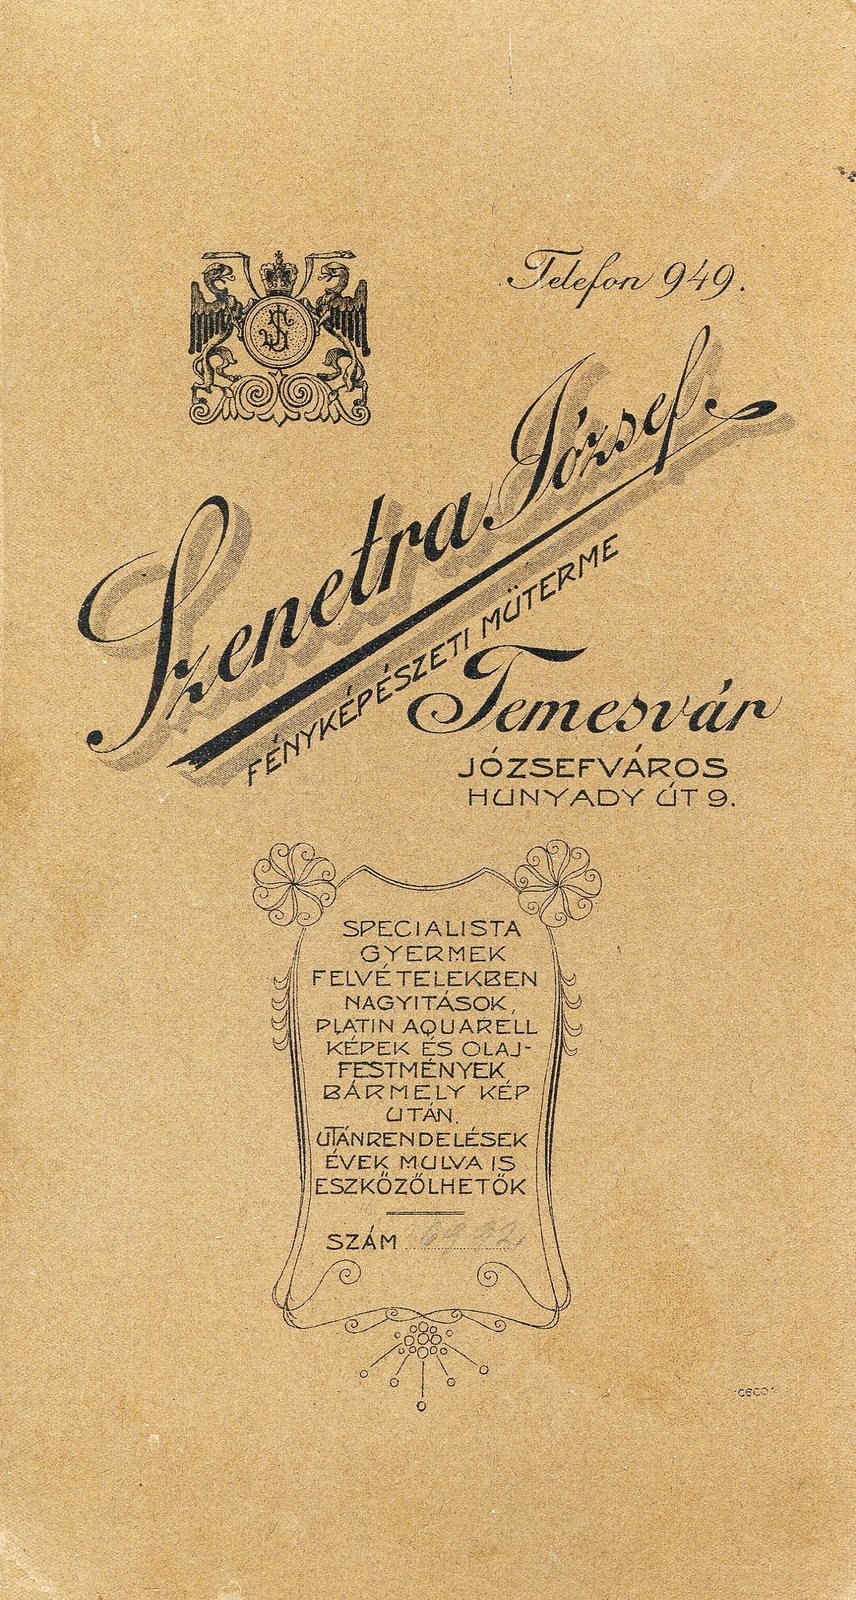 SJ
Telefon 949.
Szenetra József
FÉNYKÉPÉSZETI MŰTERME
Temesvár
JÓZSEFVÁROS
HUNYADY ÚT 9.
SPECIALISTA
GYERMEK
FELVÉTELEKBEN
NAGYITÁSOK,
PLATIN AQUARELL
KÉPEK ÉS OLAJ-
FESTMÉNYEK
BÁRMELY KÉP
UTÁN.
UTÁNRENDELÉSEK
ÉVEK MULVA IS
ESZKÖZÖLHETŐK
SZÁM